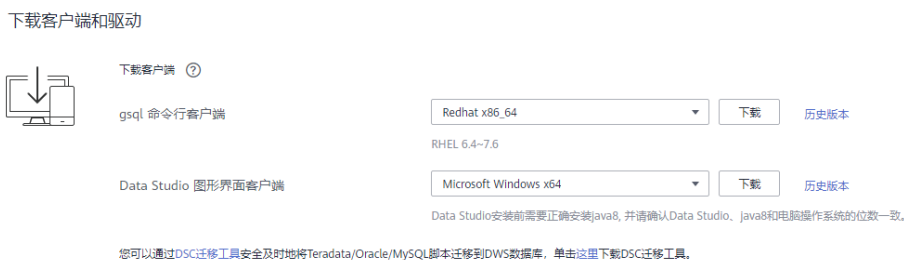 下载客户端和驱动
下载客户端 ?
gsql 命令行客户端 Redhat x86_64 下载 历史版本
RHEL 6.4~7.6
Data Studio 图形界面客户端 Microsoft Windows x64 下载 历史版本
Data Studio安装前需要正确安装java8, 并请确认Data Studio、java8和电脑操作系统的位数一致。
您可以通过DSC迁移工具安全及时地将Teradata/Oracle/MySQL脚本迁移到DWS数据库，单击这里下载DSC迁移工具。